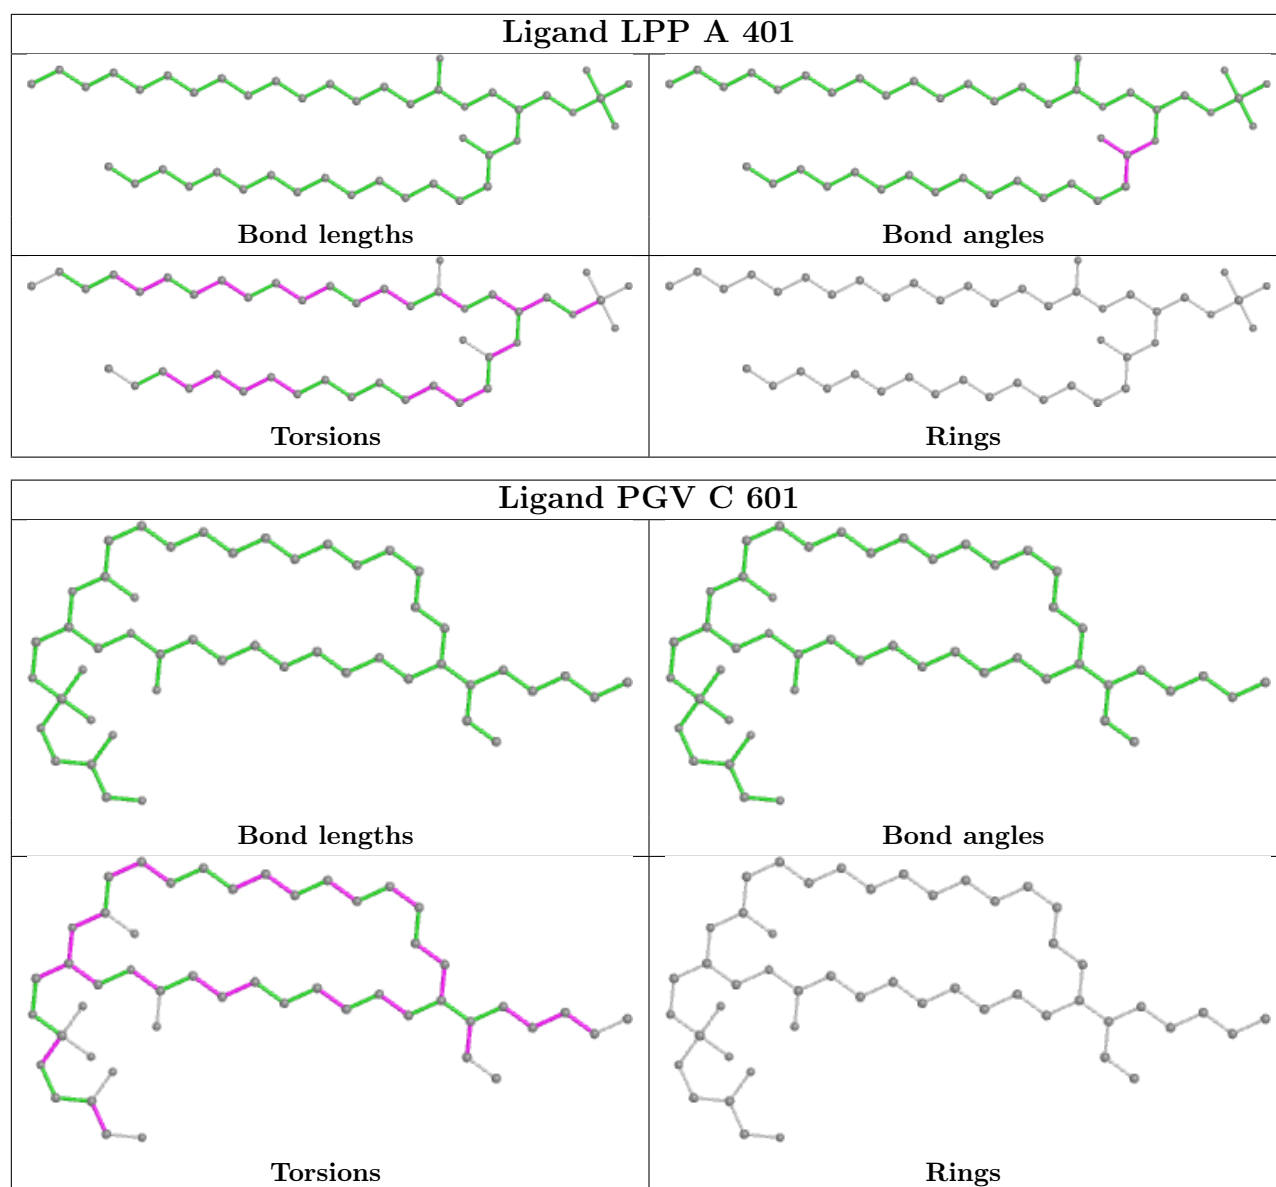 Ligand LPP A 401
Bond lengths
Bond angles
Torsions
Rings
Ligand PGV C 601
Bond lengths
Bond angles
Torsions
Rings